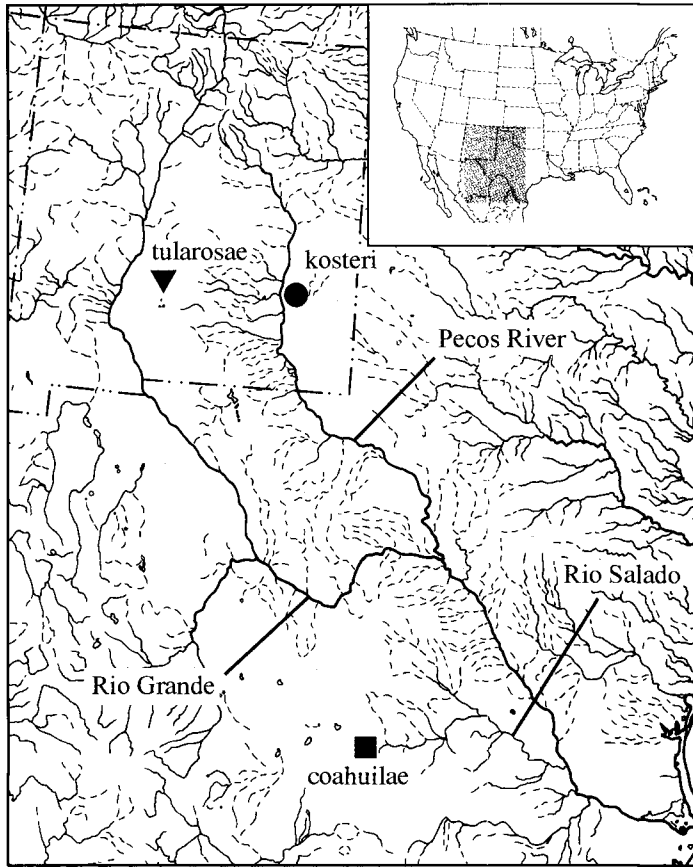 tularosae
kosteri
Pecos River
Rio Salado
Rio Grande
coahuilae